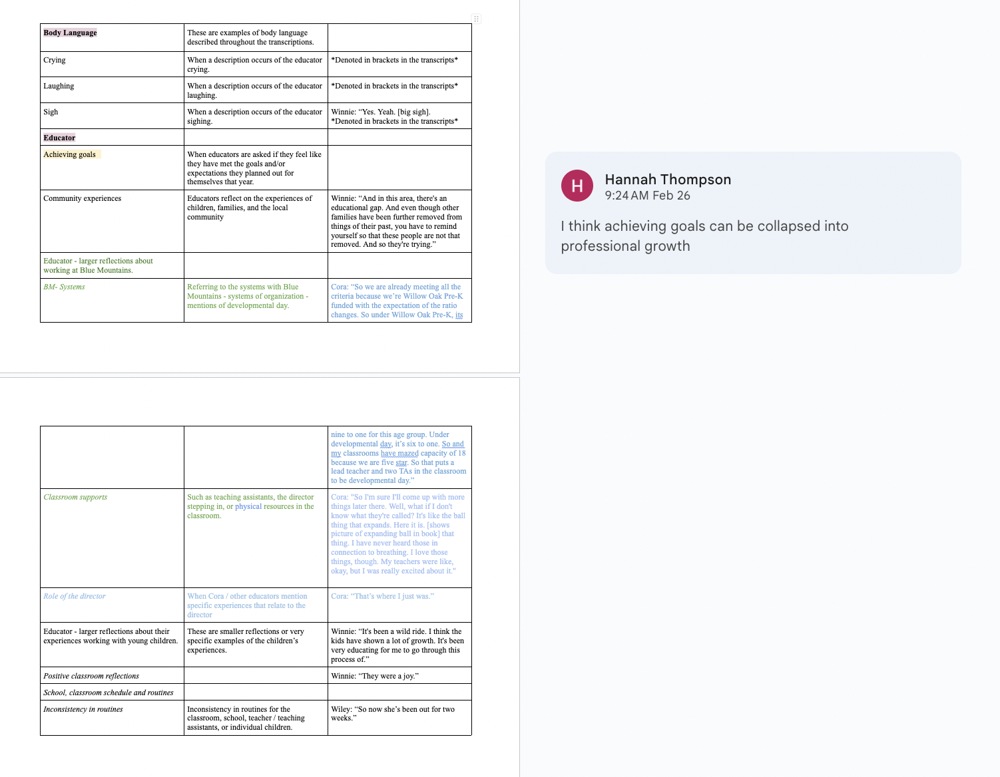 Body Language
These are examples of body language
described throughout the transcriptions.
Crying
When a description occurs of the educator
crying.
*Denoted in brackets in the transcripts*
Laughing
When a description occurs of the educator
laughing.
*Denoted in brackets in the transcripts*
Sigh
When a description occurs of the educator
sighing.
Winnie: “Yes. Yeah. [big sigh].
*Denoted in brackets in the transcripts*
Educator
Achieving goals
When educators are asked if they feel like
they have met the goals and/or
expectations they planned out for
themselves that year.
Community experiences
Educators reflect on the experiences of
children, families, and the local
community
Winnie: “And in this area, there's an
educational gap. And even though other
families have been further removed from
things of their past, you have to remind
yourself so that these people are not that
removed. And so they're trying.”
Educator - larger reflections about
working at Blue Mountains.
BM- Systems
Referring to the systems with Blue
Mountains - systems of organization -
mentions of developmental day.
Cora: “So we are already meeting all the
criteria because we’re Willow Oak Pre-K
funded with the expectation of the ratio
changes. So under Willow Oak Pre-K, its
nine to one for this age group. Under
developmental day, it’s six to one. So and
my classrooms have mazed capacity of 18
because we are five star. So that puts a
lead teacher and two TAs in the classroom
to be developmental day.”
Classroom supports
Such as teaching assistants, the director
stepping in, or physical resources in the
classroom.
Cora: "So I'm sure I'll come up with more
things later there. Well, what if I don't
know what they're called? It's like the ball
thing that expands. Here it is. [shows
picture of expanding ball in book] that
thing. I have never heard those in
connection to breathing. I love those
things, though. My teachers were like,
okay, but I was really excited about it."
Role of the director
When Cora / other educators mention
specific experiences that relate to the
director
Cora: “That’s where I just was.”
Educator - larger reflections about their
experiences working with young children.
These are smaller reflections or very
specific examples of the children’s
experiences.
Winnie: “It's been a wild ride. I think the
kids have shown a lot of growth. It's been
very educating for me to go through this
process of.”
Positive classroom reflections
Winnie: “They were a joy.”
School, classroom schedule and routines
Inconsistency in routines
Inconsistency in routines for the
classroom, school, teacher / teaching
assistants, or individual children.
Wiley: “So now she’s been out for two
weeks.”
H
Hannah Thompson
9:24 AM Feb 26
I think achieving goals can be collapsed into
professional growth